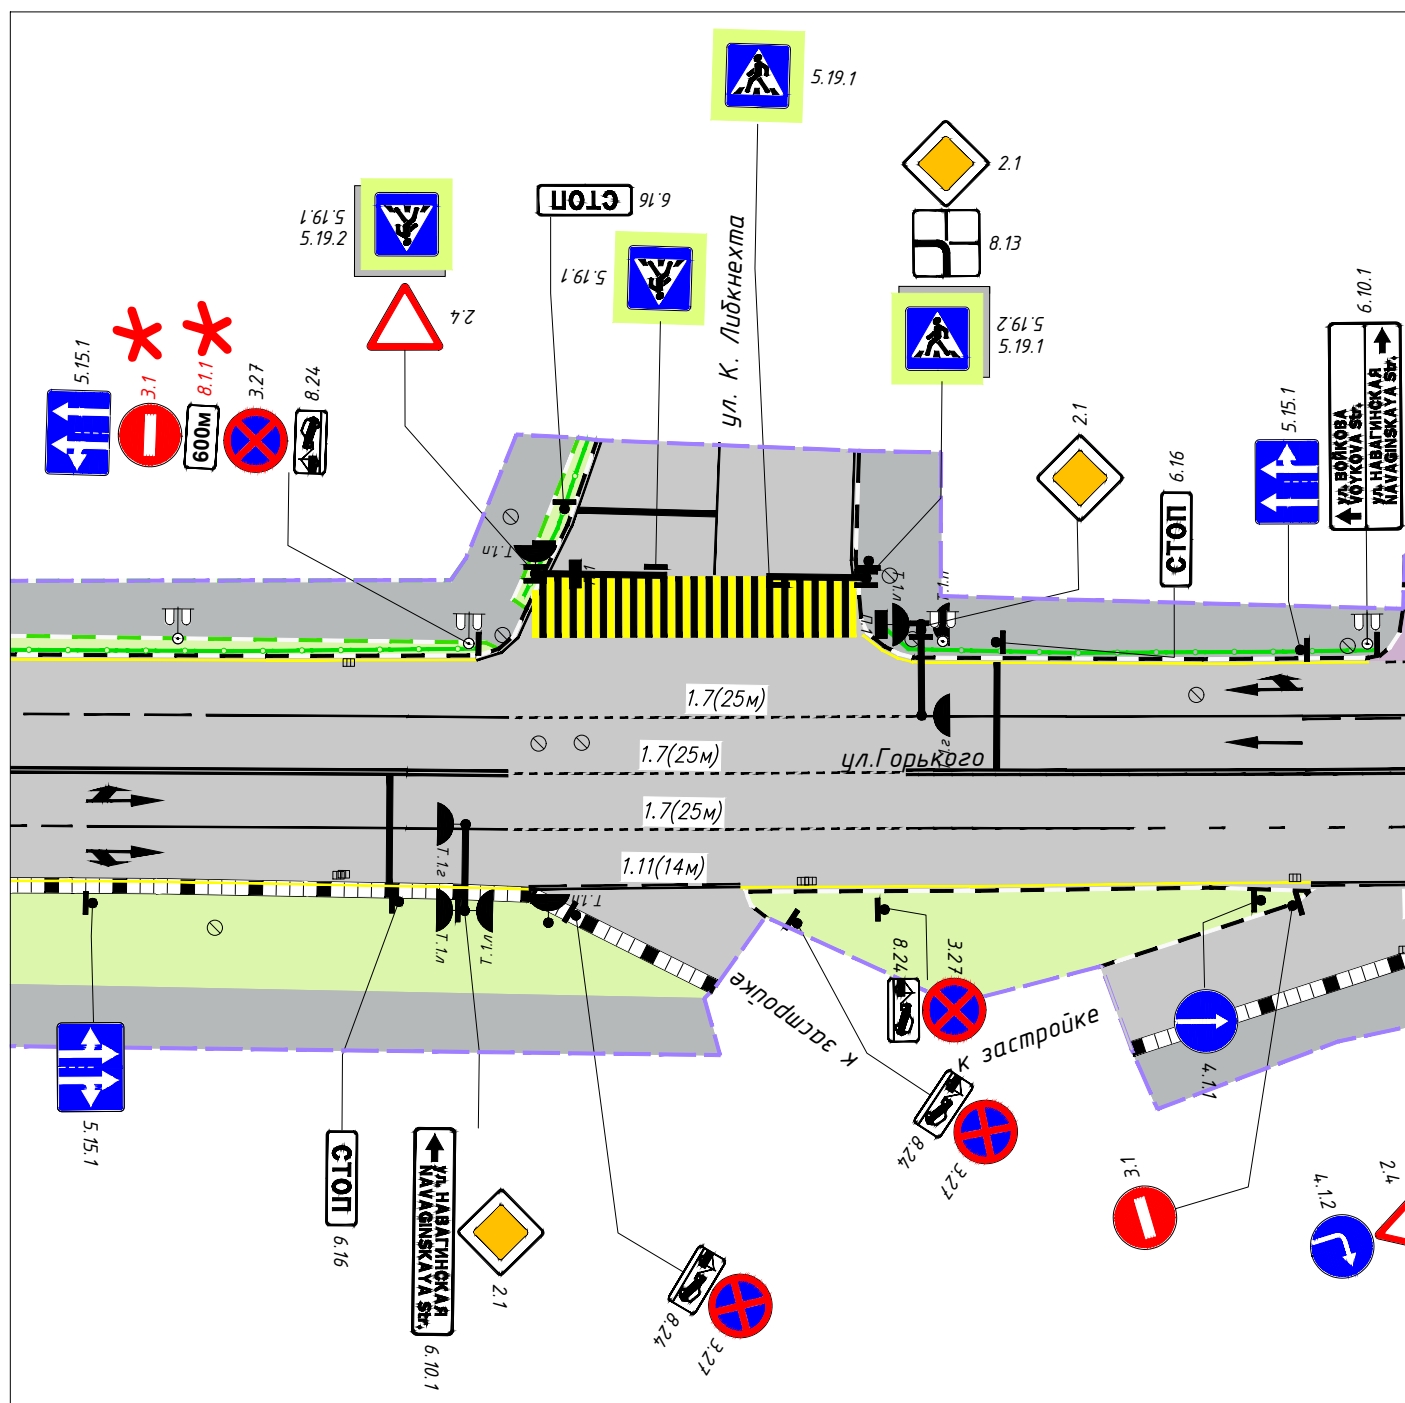 5.19.1
2.1
8.13
5.19.2
5.19.1
5.19.1
5.19.2
2.4
СТОП
6.16
5.19.1
ул. К. Либкнехта
5.15.1
3.1
8.1.1
600м
3.27
8.24
2.1
СТОП
6.16
5.15.1
6.10.1
ул. ВОЙКОВА
VOYKOVA Str.
ул. НАВАГИНСКАЯ
NAVAGINSKAYA Str.
Т.1.п
Т.1.л
1.7(25м)
1.7(25м)
ул.Горького
Т.1.г
1.7(25м)
1.11(14м)
Т.1.г
Т.1.л
Т.1.л
Т.1.п
к застройке
к застройке
8.24
3.27
8.24
3.27
4.1.1
3.1
4.1.2
2.4
5.15.1
СТОП
6.16
ул. НАВАГИНСКАЯ
NAVAGINSKAYA Str.
6.10.1
2.1
8.24
3.27